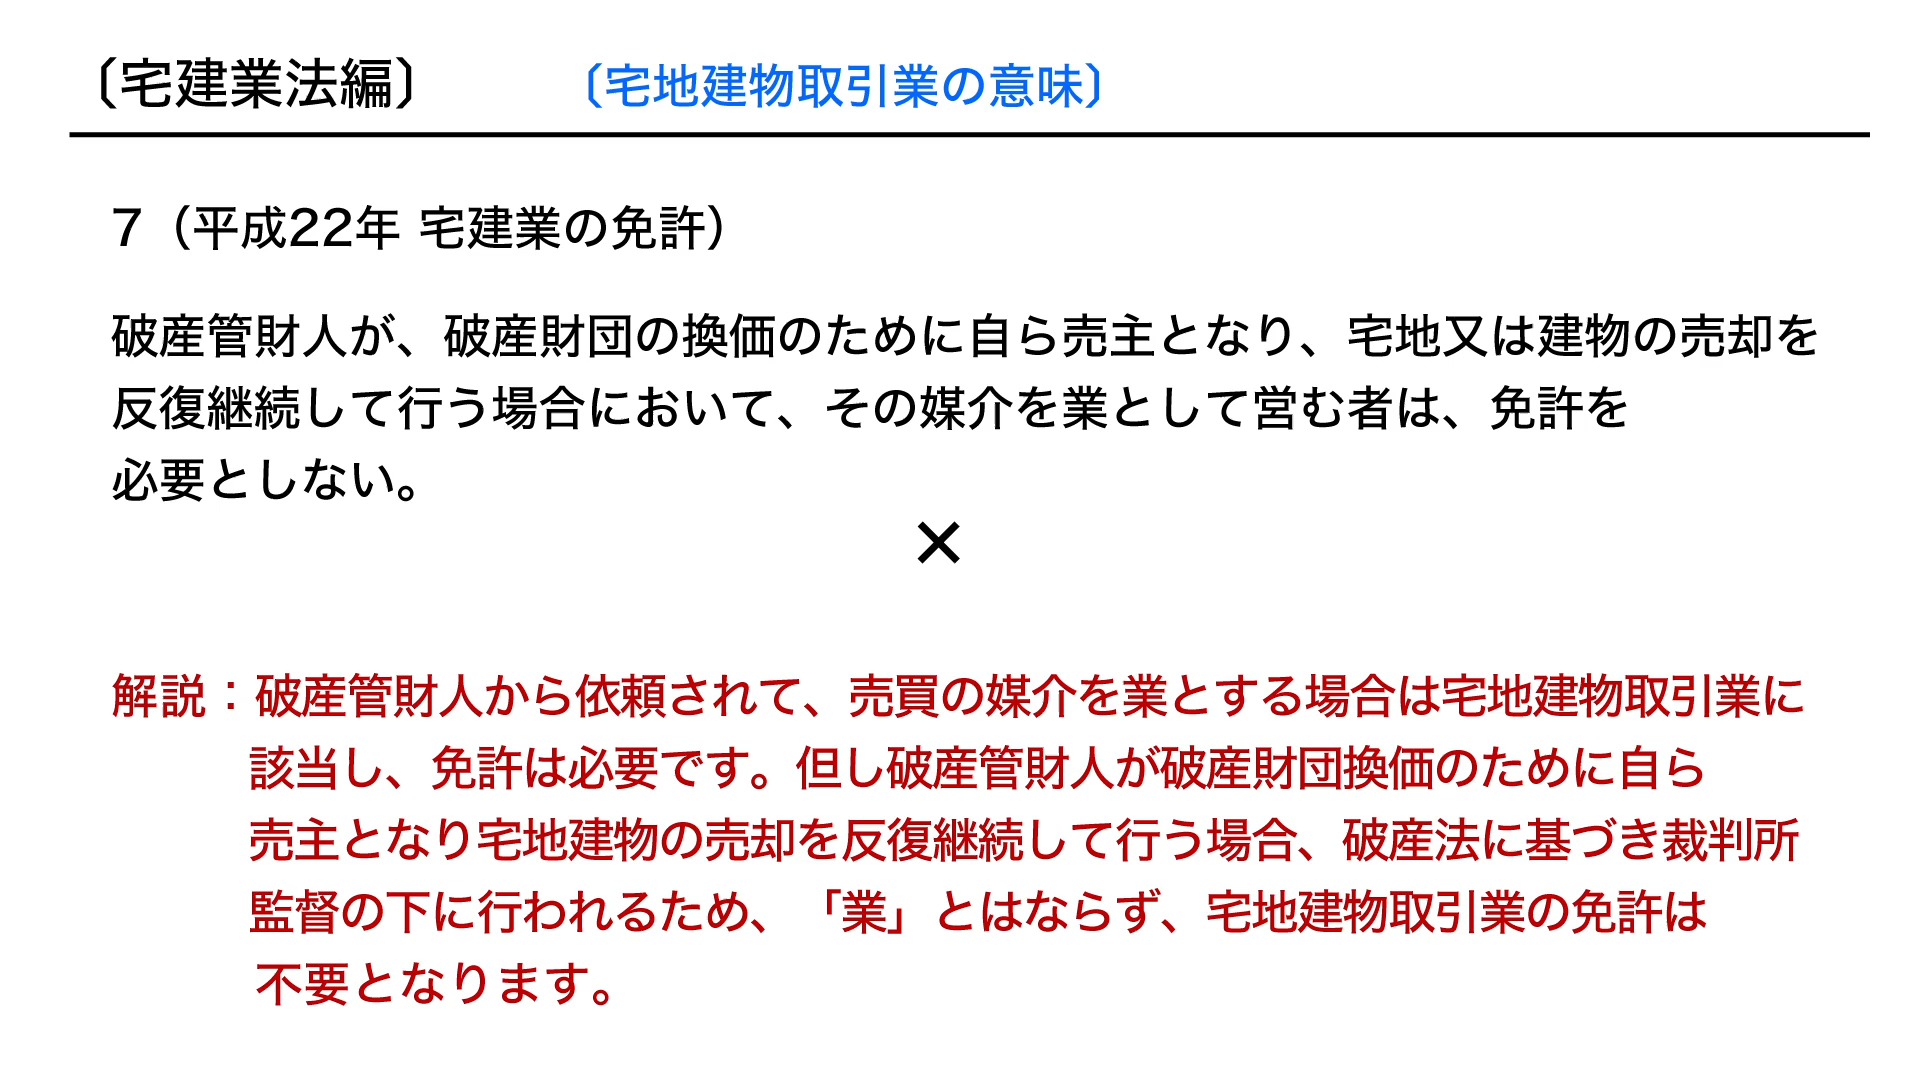 〔宅建業法編〕 〔宅地建物取引業の意味〕
7（平成22年 宅建業の免許）
破産管財人が、破産財団の換価のために自ら売主となり、宅地又は建物の売却を
反復継続して行う場合において、その媒介を業として営む者は、免許を
必要としない。
×
解説：破産管財人から依頼されて、売買の媒介を業とする場合は宅地建物取引業に
該当し、免許は必要です。但し破産管財人が破産財団換価のために自ら
売主となり宅地建物の売却を反復継続して行う場合、破産法に基づき裁判所
監督の下に行われるため、「業」とはならず、宅地建物取引業の免許は
不要となります。